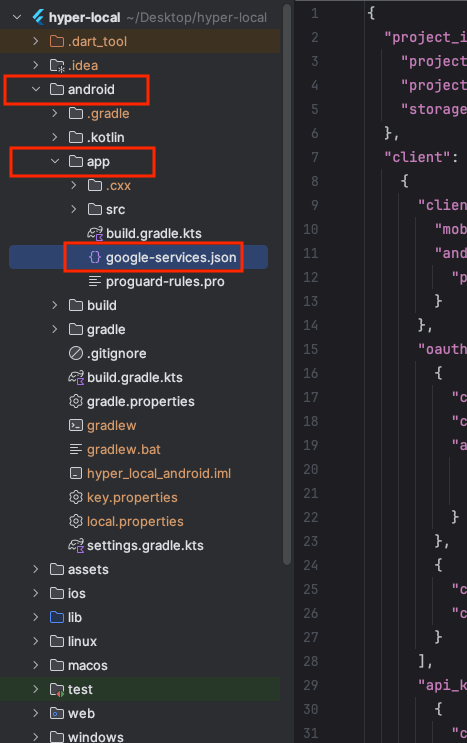 hyper-local ~/Desktop/hyper-local
.dart_tool
.idea
android
.gradle
.kotlin
app
.cxx
src
build.gradle.kts
google-services.json
proguard-rules.pro
build
gradle
.gitignore
build.gradle.kts
gradle.properties
gradlew
gradlew.bat
hyper_local_android.iml
key.properties
local.properties
settings.gradle.kts
assets
ios
lib
linux
macos
test
web
windows
1 {
2 "project_i
3 "project
4 "project
5 "storage
6 },
7 "client":
8 {
9 "clien
10 "mob
11 "and
12 "p
13 }
14 },
15 "oauth
16 {
17 "c
18 "c
19 "a
20
21
22 }
23 },
24 {
25 "c
26 "c
27 }
28 ],
29 "api_k
30 {
31 "c